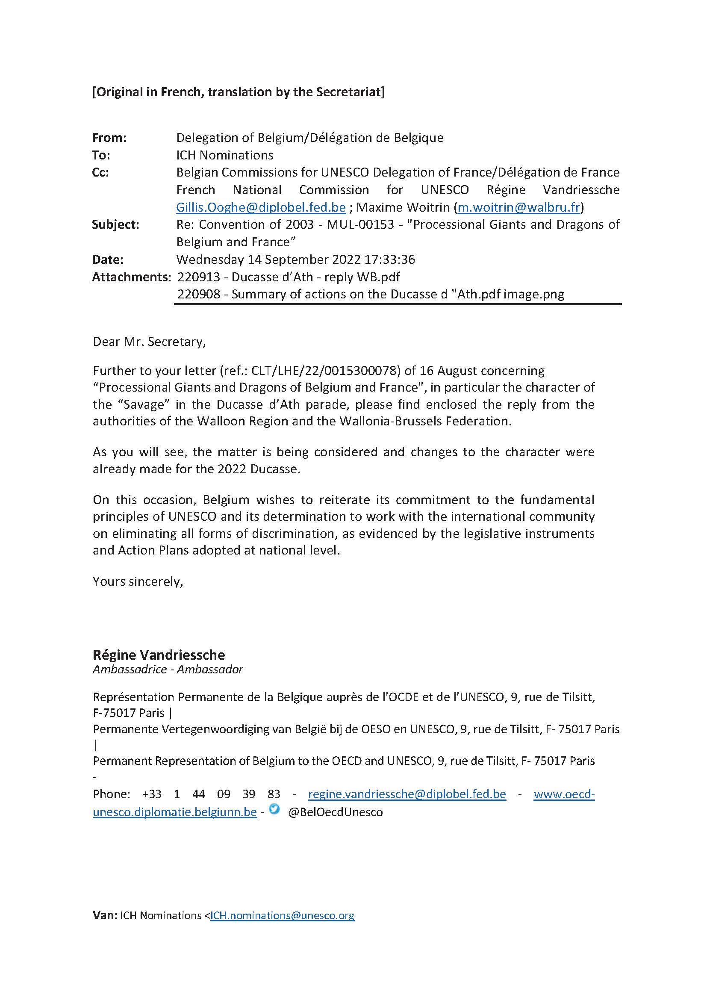 [Original in French, translation by the Secretariat]
From: Delegation of Belgium/Délégation de Belgique
To: ICH Nominations
Cc: Belgian Commissions for UNESCO Delegation of France/Délégation de France
French National Commission for UNESCO Régine Vandriessche
Gillis.Ooghe@diplobel.fed.be ; Maxime Woitrin (m.woitrin@walbru.fr)
Subject: Re: Convention of 2003 - MUL-00153 - "Processional Giants and Dragons of
Belgium and France”
Date: Wednesday 14 September 2022 17:33:36
Attachments: 220913 - Ducasse d’Ath - reply WB.pdf
220908 - Summary of actions on the Ducasse d "Ath.pdf image.png
Dear Mr. Secretary,
Further to your letter (ref.: CLT/LHE/22/0015300078) of 16 August concerning
“Processional Giants and Dragons of Belgium and France", in particular the character of
the “Savage” in the Ducasse d’Ath parade, please find enclosed the reply from the
authorities of the Walloon Region and the Wallonia-Brussels Federation.
As you will see, the matter is being considered and changes to the character were
already made for the 2022 Ducasse.
On this occasion, Belgium wishes to reiterate its commitment to the fundamental
principles of UNESCO and its determination to work with the international community
on eliminating all forms of discrimination, as evidenced by the legislative instruments
and Action Plans adopted at national level.
Yours sincerely,
Régine Vandriessche
Ambassadrice - Ambassador
Représentation Permanente de la Belgique auprès de l'OCDE et de l'UNESCO, 9, rue de Tilsitt,
F-75017 Paris |
Permanente Vertegenwoordiging van België bij de OESO en UNESCO, 9, rue de Tilsitt, F- 75017 Paris
|
Permanent Representation of Belgium to the OECD and UNESCO, 9, rue de Tilsitt, F- 75017 Paris
-
Phone: +33 1 44 09 39 83 - regine.vandriessche@diplobel.fed.be - www.oecd-
unesco.diplomatie.belgiunn.be - @BelOecdUnesco
Van: ICH Nominations <ICH.nominations@unesco.org